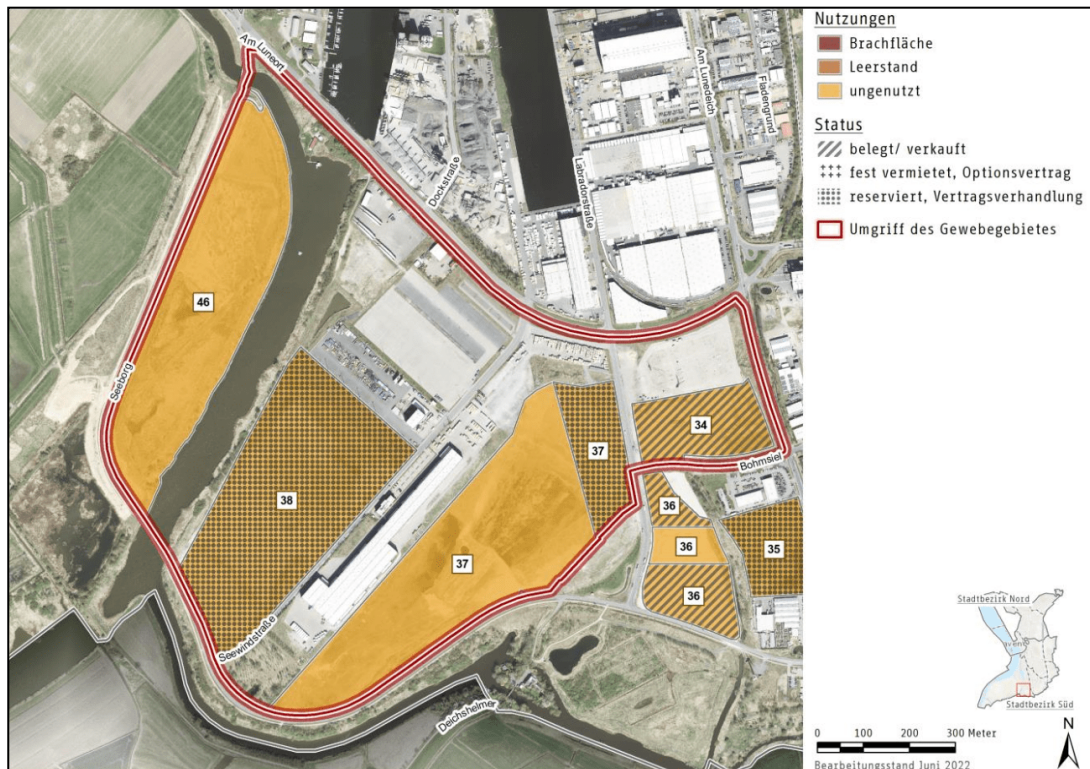 Am Luneort
Dockstraße
Labradorstraße
Am Lunedeich
Fladengrund
46
Seeborg
38
37
37
34
Bohmsiel
36
36
36
35
Seewindstraße
Deichsheimer
Nutzungen
Brachfläche
Leerstand
ungenutzt
Status
belegt/ verkauft
fest vermietet, Optionsvertrag
reserviert, Vertragsverhandlung
Umgriff des Gewebegebietes
Stadtbezirk Nord
Stadtbezirk Süd
N
0 100 200 300 Meter
Bearbeitungsstand Juni 2022